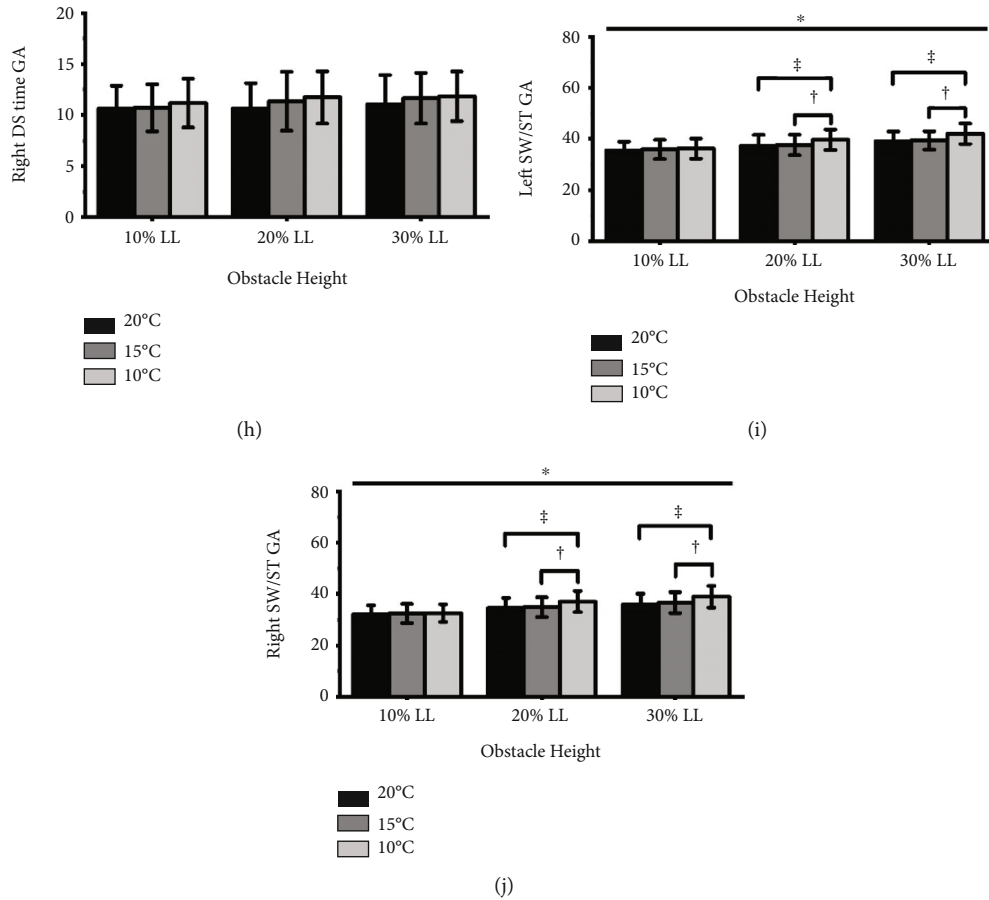 20
15
10
5
0
Right DS time GA
10% LL
20% LL
30% LL
Obstacle Height
20°C
15°C
10°C
(h)
*
80
60
40
20
0
Left SW/ST GA
‡
†
‡
†
10% LL
20% LL
30% LL
Obstacle Height
20°C
15°C
10°C
(i)
*
80
60
40
20
0
Right SW/ST GA
‡
†
‡
†
10% LL
20% LL
30% LL
Obstacle Height
20°C
15°C
10°C
(j)